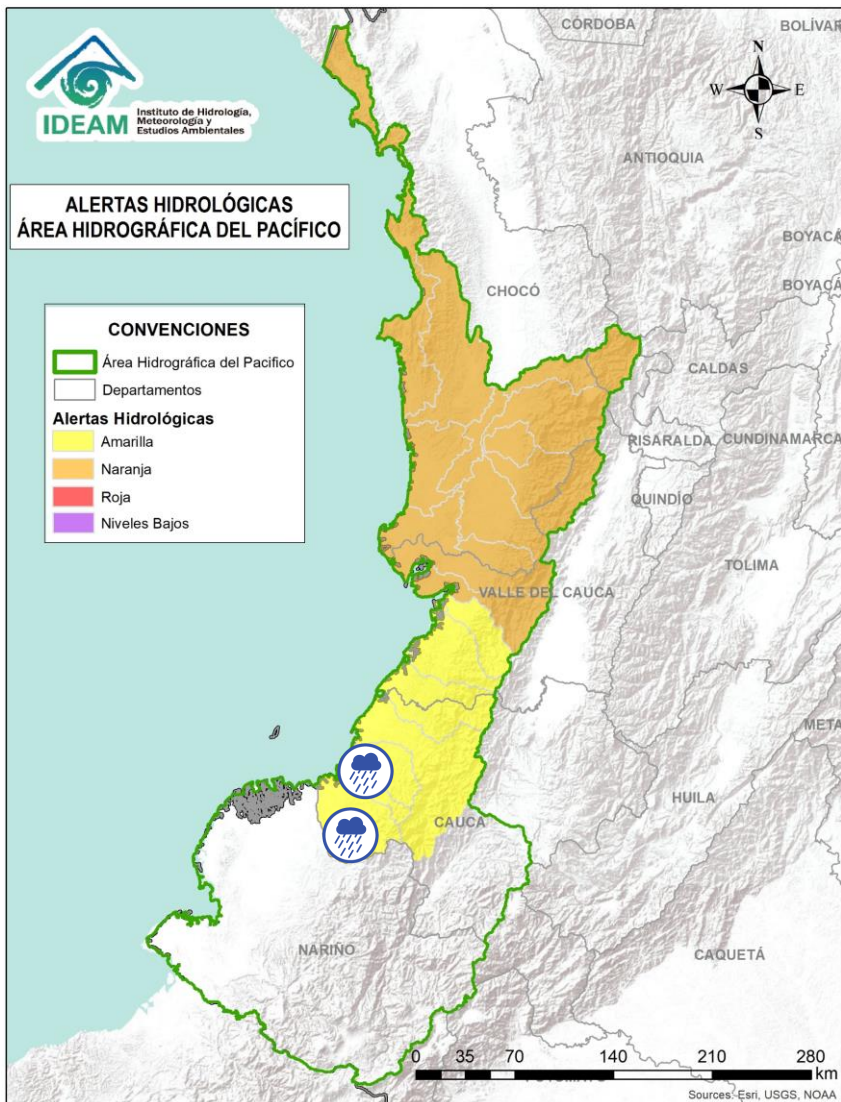 CÓRDOBA
BOLÍVAR
IDEAM
Instituto de Hidrología,
Meteorología y
Estudios Ambientales
N
W
E
S
ANTIOQUIA
ALERTAS HIDROLÓGICAS
ÁREA HIDROGRÁFICA DEL PACÍFICO
BOYACÁ
BOYACÁ
CHOCÓ
CONVENCIONES
Área Hidrográfica del Pacifico
Departamentos
Alertas Hidrológicas
Amarilla
Naranja
Roja
Niveles Bajos
CALDAS
RISARALDA
CUNDINAMARCA
QUINDÍO
TOLIMA
VALLE DEL CAUCA
META
HUILA
CAUCA
NARIÑO
CAQUETÁ
0 35 70 140 210 280
km
Sources: Esri, USGS, NOAA